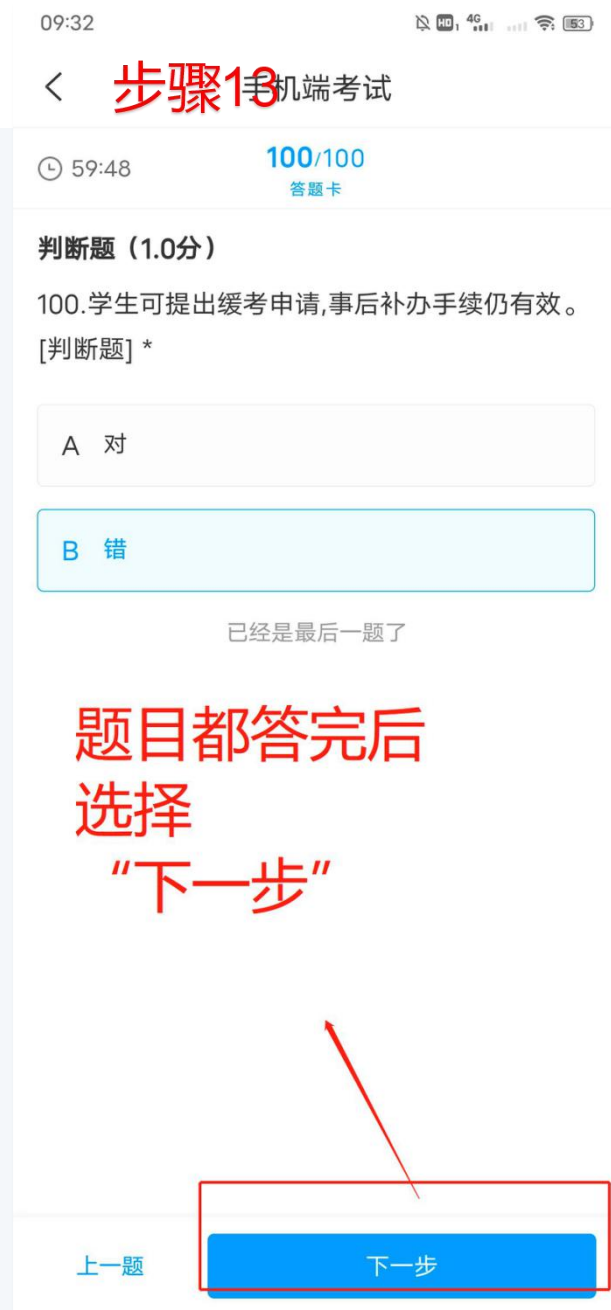 09:32 HD 4G 53
步骤13
手机端考试
59:48
100/100
答题卡
判断题（1.0分）
100.学生可提出缓考申请,事后补办手续仍有效。
[判断题] *
A 对
B 错
已经是最后一题了
题目都答完后
选择
“下一步”
上一题
下一步